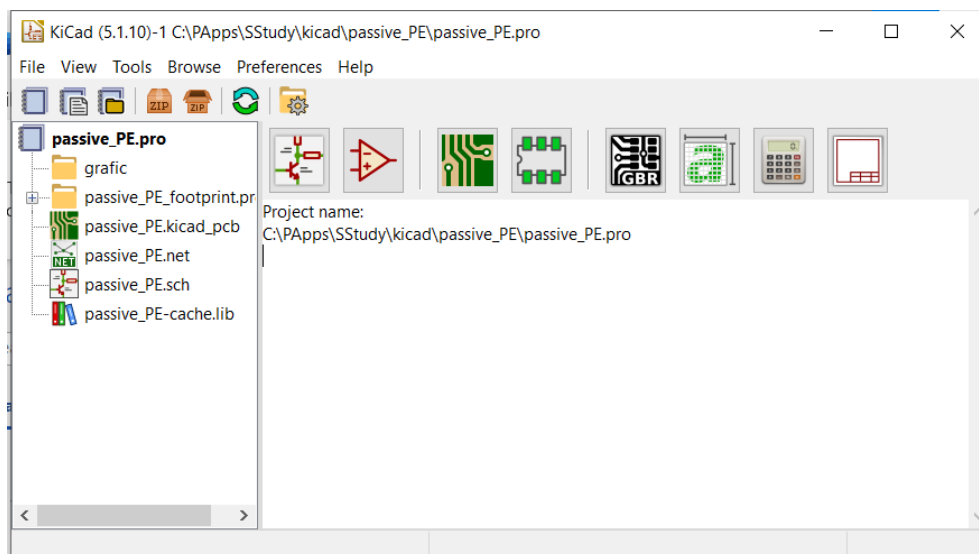 KiCad (5.1.10)-1 C:\PApps\SStudy\kicad\passive_PE\passive_PE.pro
File View Tools Browse Preferences Help
ZIP ZIP
passive_PE.pro
grafic
passive_PE_footprint.pr
passive_PE.kicad_pcb
NET passive_PE.net
passive_PE.sch
passive_PE-cache.lib
GBR a 0.
Project name:
C:\PApps\SStudy\kicad\passive_PE\passive_PE.pro